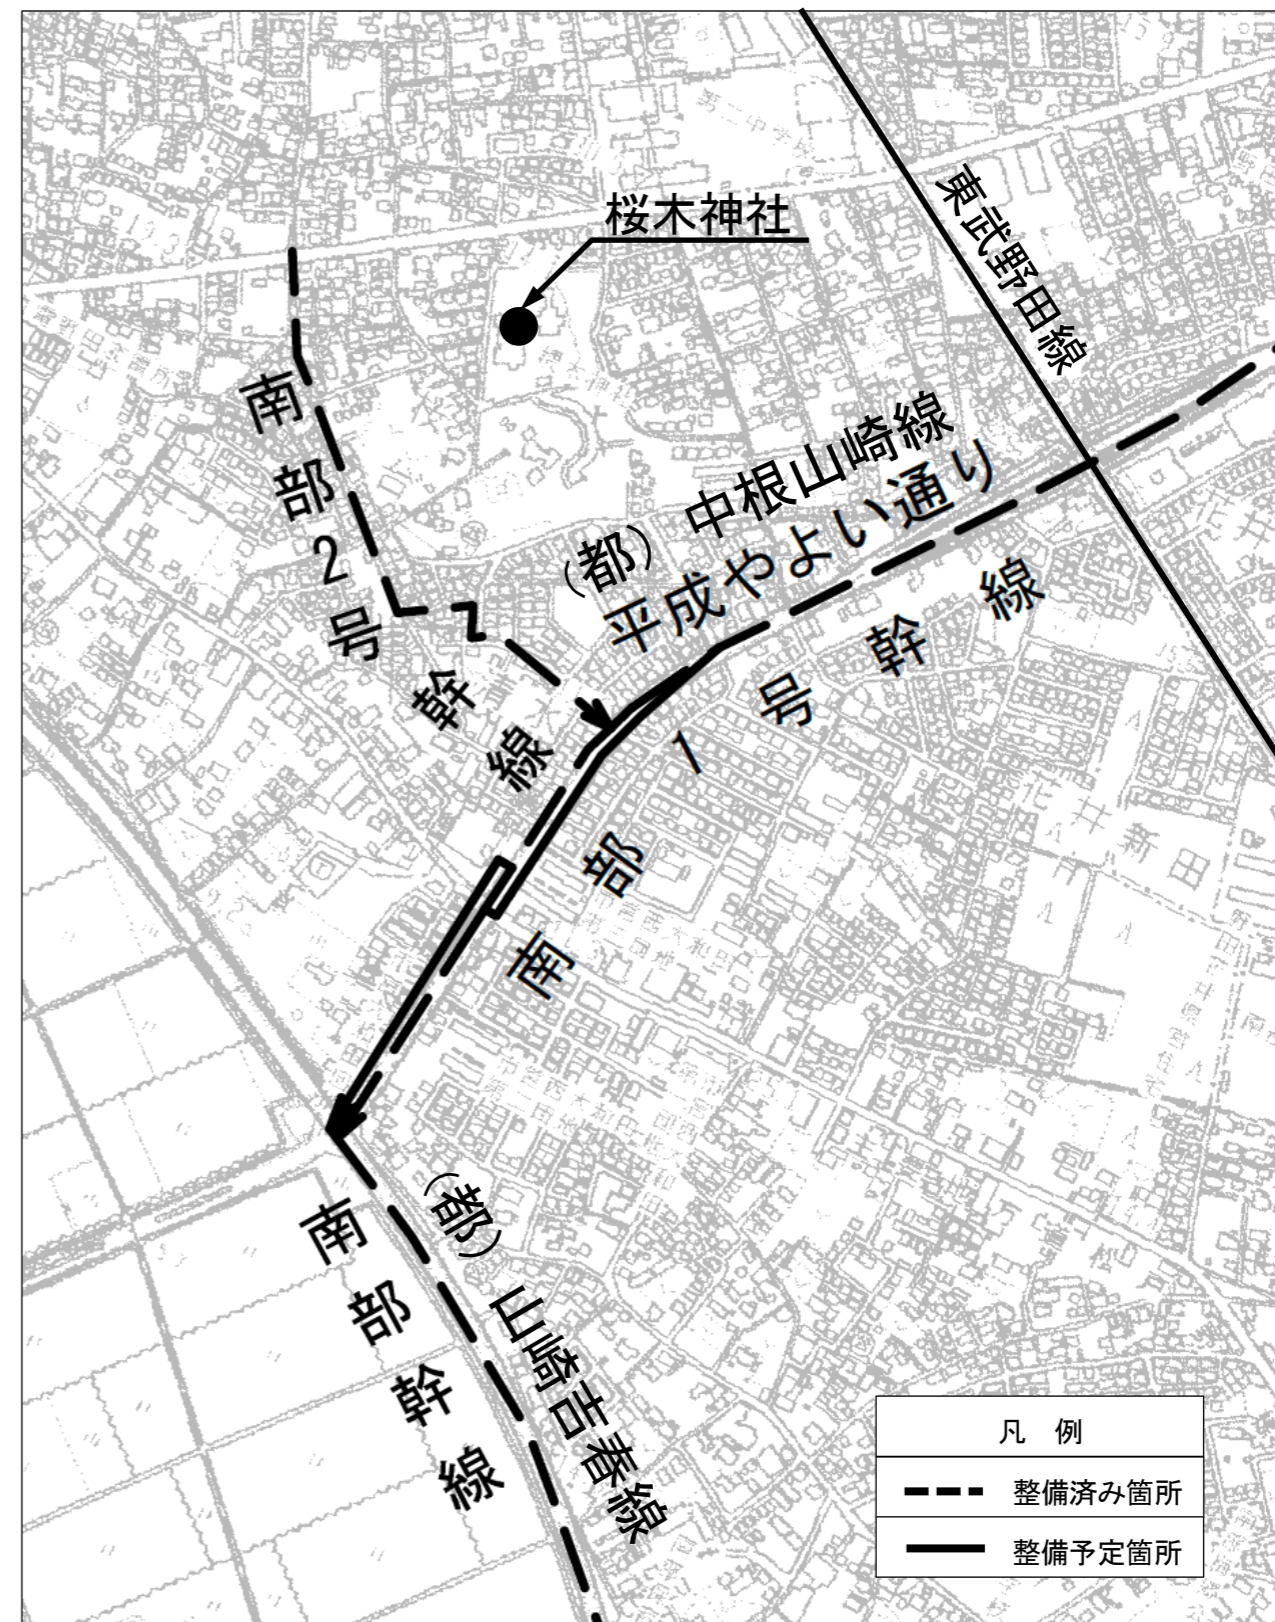 桜木神社
東武野田線
南部2号幹線
（都）中根山崎線
平成やよい通り
南部1号幹線
南部幹線
（都）山崎吉春線
凡 例
整備済み箇所
整備予定箇所